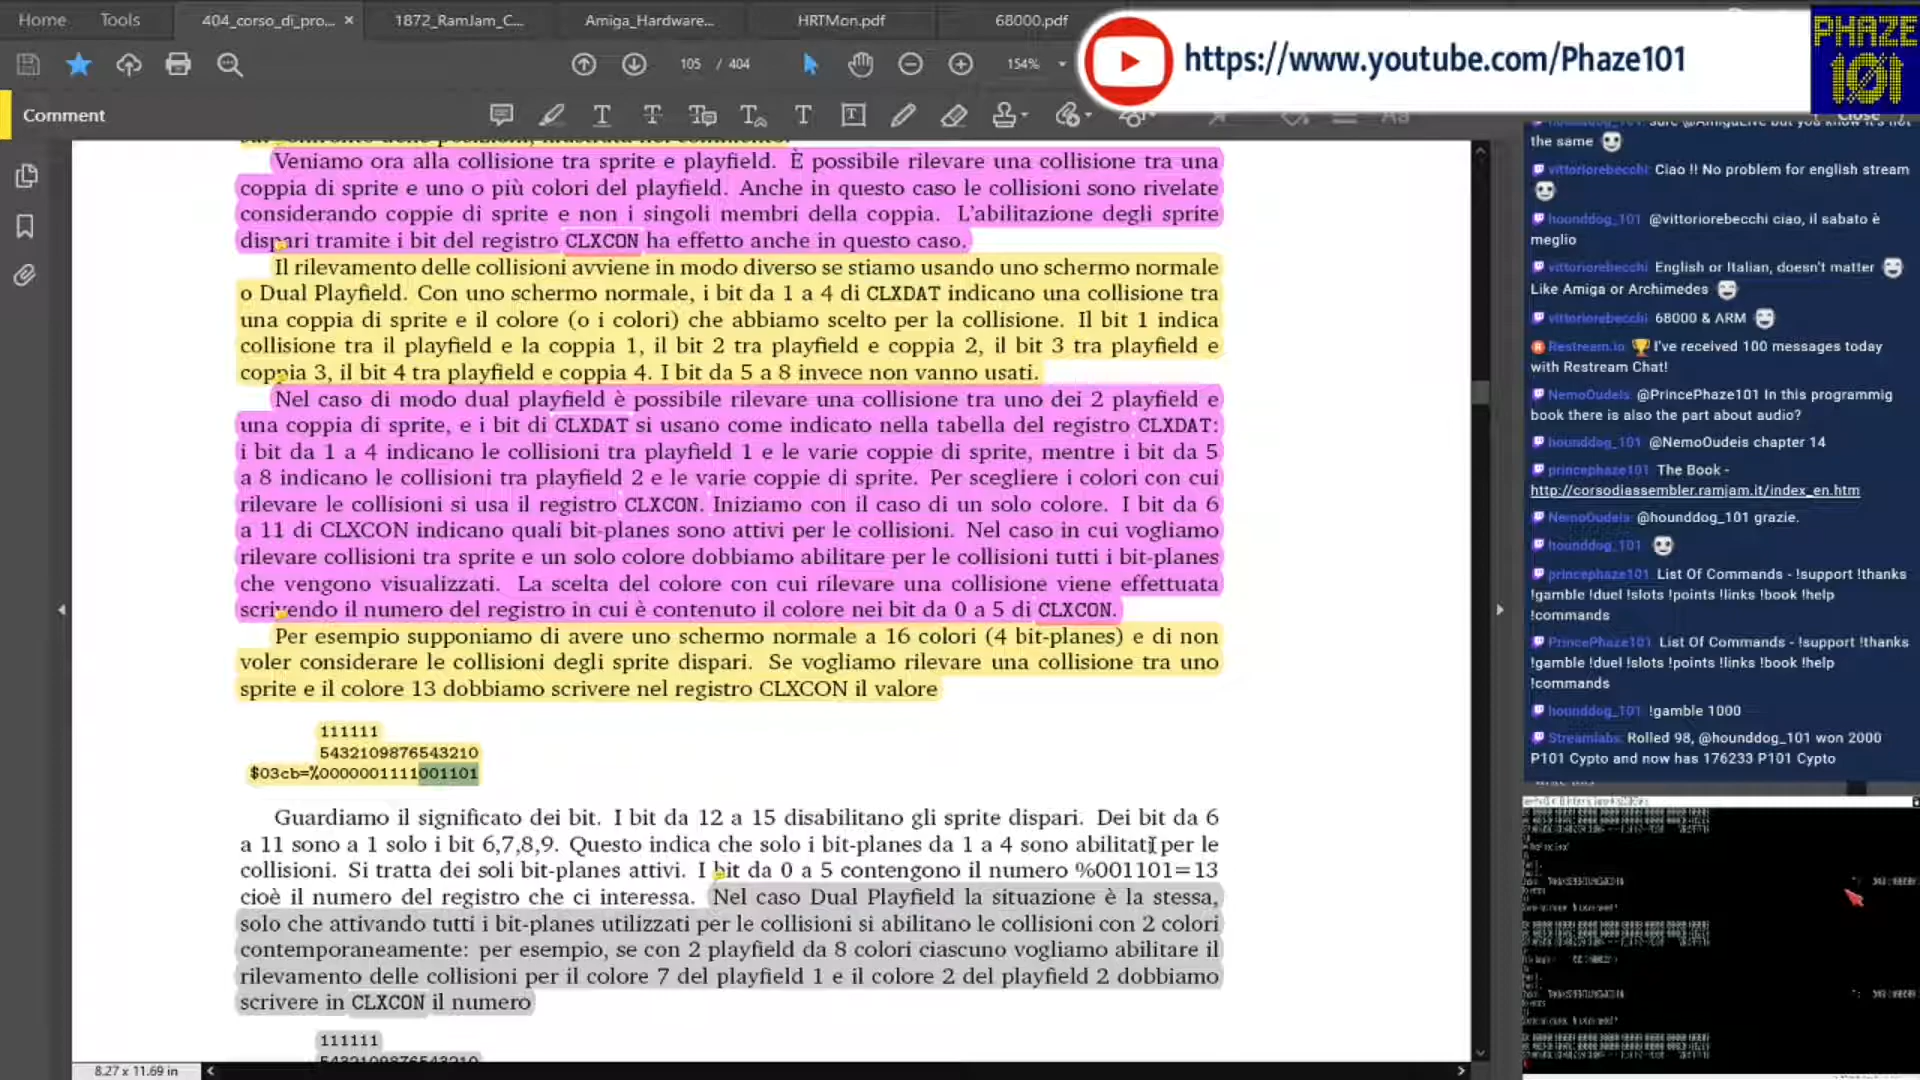 Home
Tools
404_corso_di_pro...
1872_RamJam_C...
Amiga_Hardware...
HRTMon.pdf
68000.pdf
https://www.youtube.com/Phaze101
PHAZE
101
105 / 404
154%
Comment
Close
Veniamo ora alla collisione tra sprite e playfield. È possibile rilevare una collisione tra una
coppia di sprite e uno o più colori del playfield. Anche in questo caso le collisioni sono rivelate
considerando coppie di sprite e non i singoli membri della coppia. L'abilitazione degli sprite
dispari tramite i bit del registro CLXCON ha effetto anche in questo caso.
Il rilevamento delle collisioni avviene in modo diverso se stiamo usando uno schermo normale
o Dual Playfield. Con uno schermo normale, i bit da 1 a 4 di CLXDAT indicano una collisione tra
una coppia di sprite e il colore (o i colori) che abbiamo scelto per la collisione. Il bit 1 indica
collisione tra il playfield e la coppia 1, il bit 2 tra playfield e coppia 2, il bit 3 tra playfield e
coppia 3, il bit 4 tra playfield e coppia 4. I bit da 5 a 8 invece non vanno usati.
Nel caso di modo dual playfield è possibile rilevare una collisione tra uno dei 2 playfield e
una coppia di sprite, e i bit di CLXDAT si usano come indicato nella tabella del registro CLXDAT:
i bit da 1 a 4 indicano le collisioni tra playfield 1 e le varie coppie di sprite, mentre i bit da 5
a 8 indicano le collisioni tra playfield 2 e le varie coppie di sprite. Per scegliere i colori con cui
rilevare le collisioni si usa il registro CLXCON. Iniziamo con il caso di un solo colore. I bit da 6
a 11 di CLXCON indicano quali bit-planes sono attivi per le collisioni. Nel caso in cui vogliamo
rilevare collisioni tra sprite e un solo colore dobbiamo abilitare per le collisioni tutti i bit-planes
che vengono visualizzati. La scelta del colore con cui rilevare una collisione viene effettuata
scrivendo il numero del registro in cui è contenuto il colore nei bit da 0 a 5 di CLXCON.
Per esempio supponiamo di avere uno schermo normale a 16 colori (4 bit-planes) e di non
voler considerare le collisioni degli sprite dispari. Se vogliamo rilevare una collisione tra uno
sprite e il colore 13 dobbiamo scrivere nel registro CLXCON il valore
111111
5432109876543210
$03cb=%0000001111001101
Guardiamo il significato dei bit. I bit da 12 a 15 disabilitano gli sprite dispari. Dei bit da 6
a 11 sono a 1 solo i bit 6,7,8,9. Questo indica che solo i bit-planes da 1 a 4 sono abilitati per le
collisioni. Si tratta dei soli bit-planes attivi. I bit da 0 a 5 contengono il numero %001101=13
cioè il numero del registro che ci interessa. Nel caso Dual Playfield la situazione è la stessa,
solo che attivando tutti i bit-planes utilizzati per le collisioni si abilitano le collisioni con 2 colori
contemporaneamente: per esempio, se con 2 playfield da 8 colori ciascuno vogliamo abilitare il
rilevamento delle collisioni per il colore 7 del playfield 1 e il colore 2 del playfield 2 dobbiamo
scrivere in CLXCON il numero
111111
5432109876543210
8.27 x 11.69 in
hounddog_101 sure @AmigaLive but you know it's not
the same
vittoriorebecchi Ciao !! No problem for english stream
hounddog_101 @vittoriorebecchi ciao, il sabato è
meglio
vittoriorebecchi English or Italian, doesn't matter
Like Amiga or Archimedes
vittoriorebecchi 68000 & ARM
Restream.io I've received 100 messages today
with Restream Chat!
NemoOudeis @PrincePhaze101 In this programmig
book there is also the part about audio?
hounddog_101 @NemoOudeis chapter 14
princephaze101 The Book -
http://corsodiassembler.ramjam.it/index_en.htm
NemoOudeis @hounddog_101 grazie.
hounddog_101
princephaze101 List Of Commands - !support !thanks
!gamble !duel !slots !points !links !book !help
!commands
PrincePhaze101 List Of Commands - !support !thanks
!gamble !duel !slots !points !links !book !help
!commands
hounddog_101 !gamble 1000
Streamlabs Rolled 98, @hounddog_101 won 2000
P101 Cypto and now has 176233 P101 Cypto